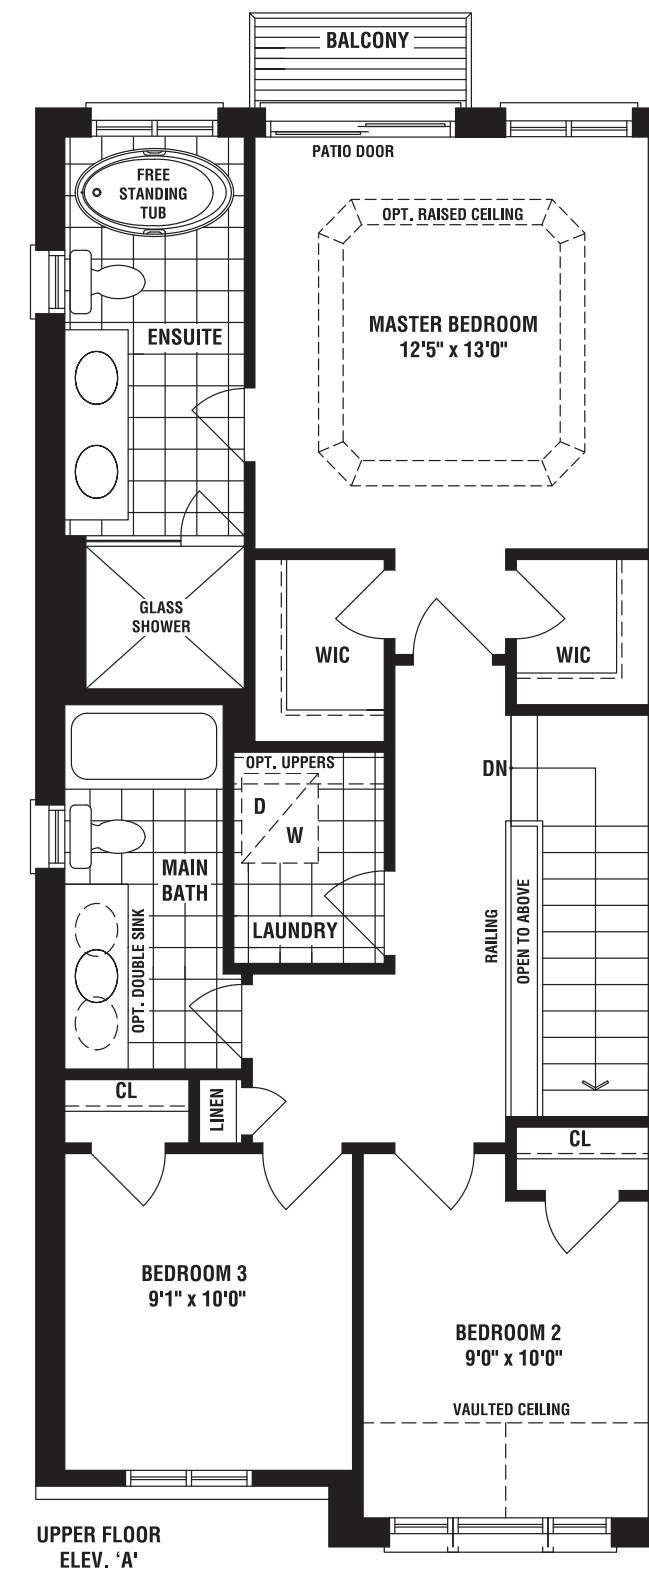 BALCONY
PATIO DOOR
FREE
STANDING
TUB
OPT. RAISED CEILING
MASTER BEDROOM
12'5" x 13'0"
ENSUITE
GLASS
SHOWER
WIC
WIC
OPT. UPPERS
D
W
DN
MAIN
BATH
LAUNDRY
OPT. DOUBLE SINK
RAILING
OPEN TO ABOVE
CL
LINEN
CL
BEDROOM 3
9'1" x 10'0"
BEDROOM 2
9'0" x 10'0"
VAULTED CEILING
UPPER FLOOR
ELEV. ‘A'